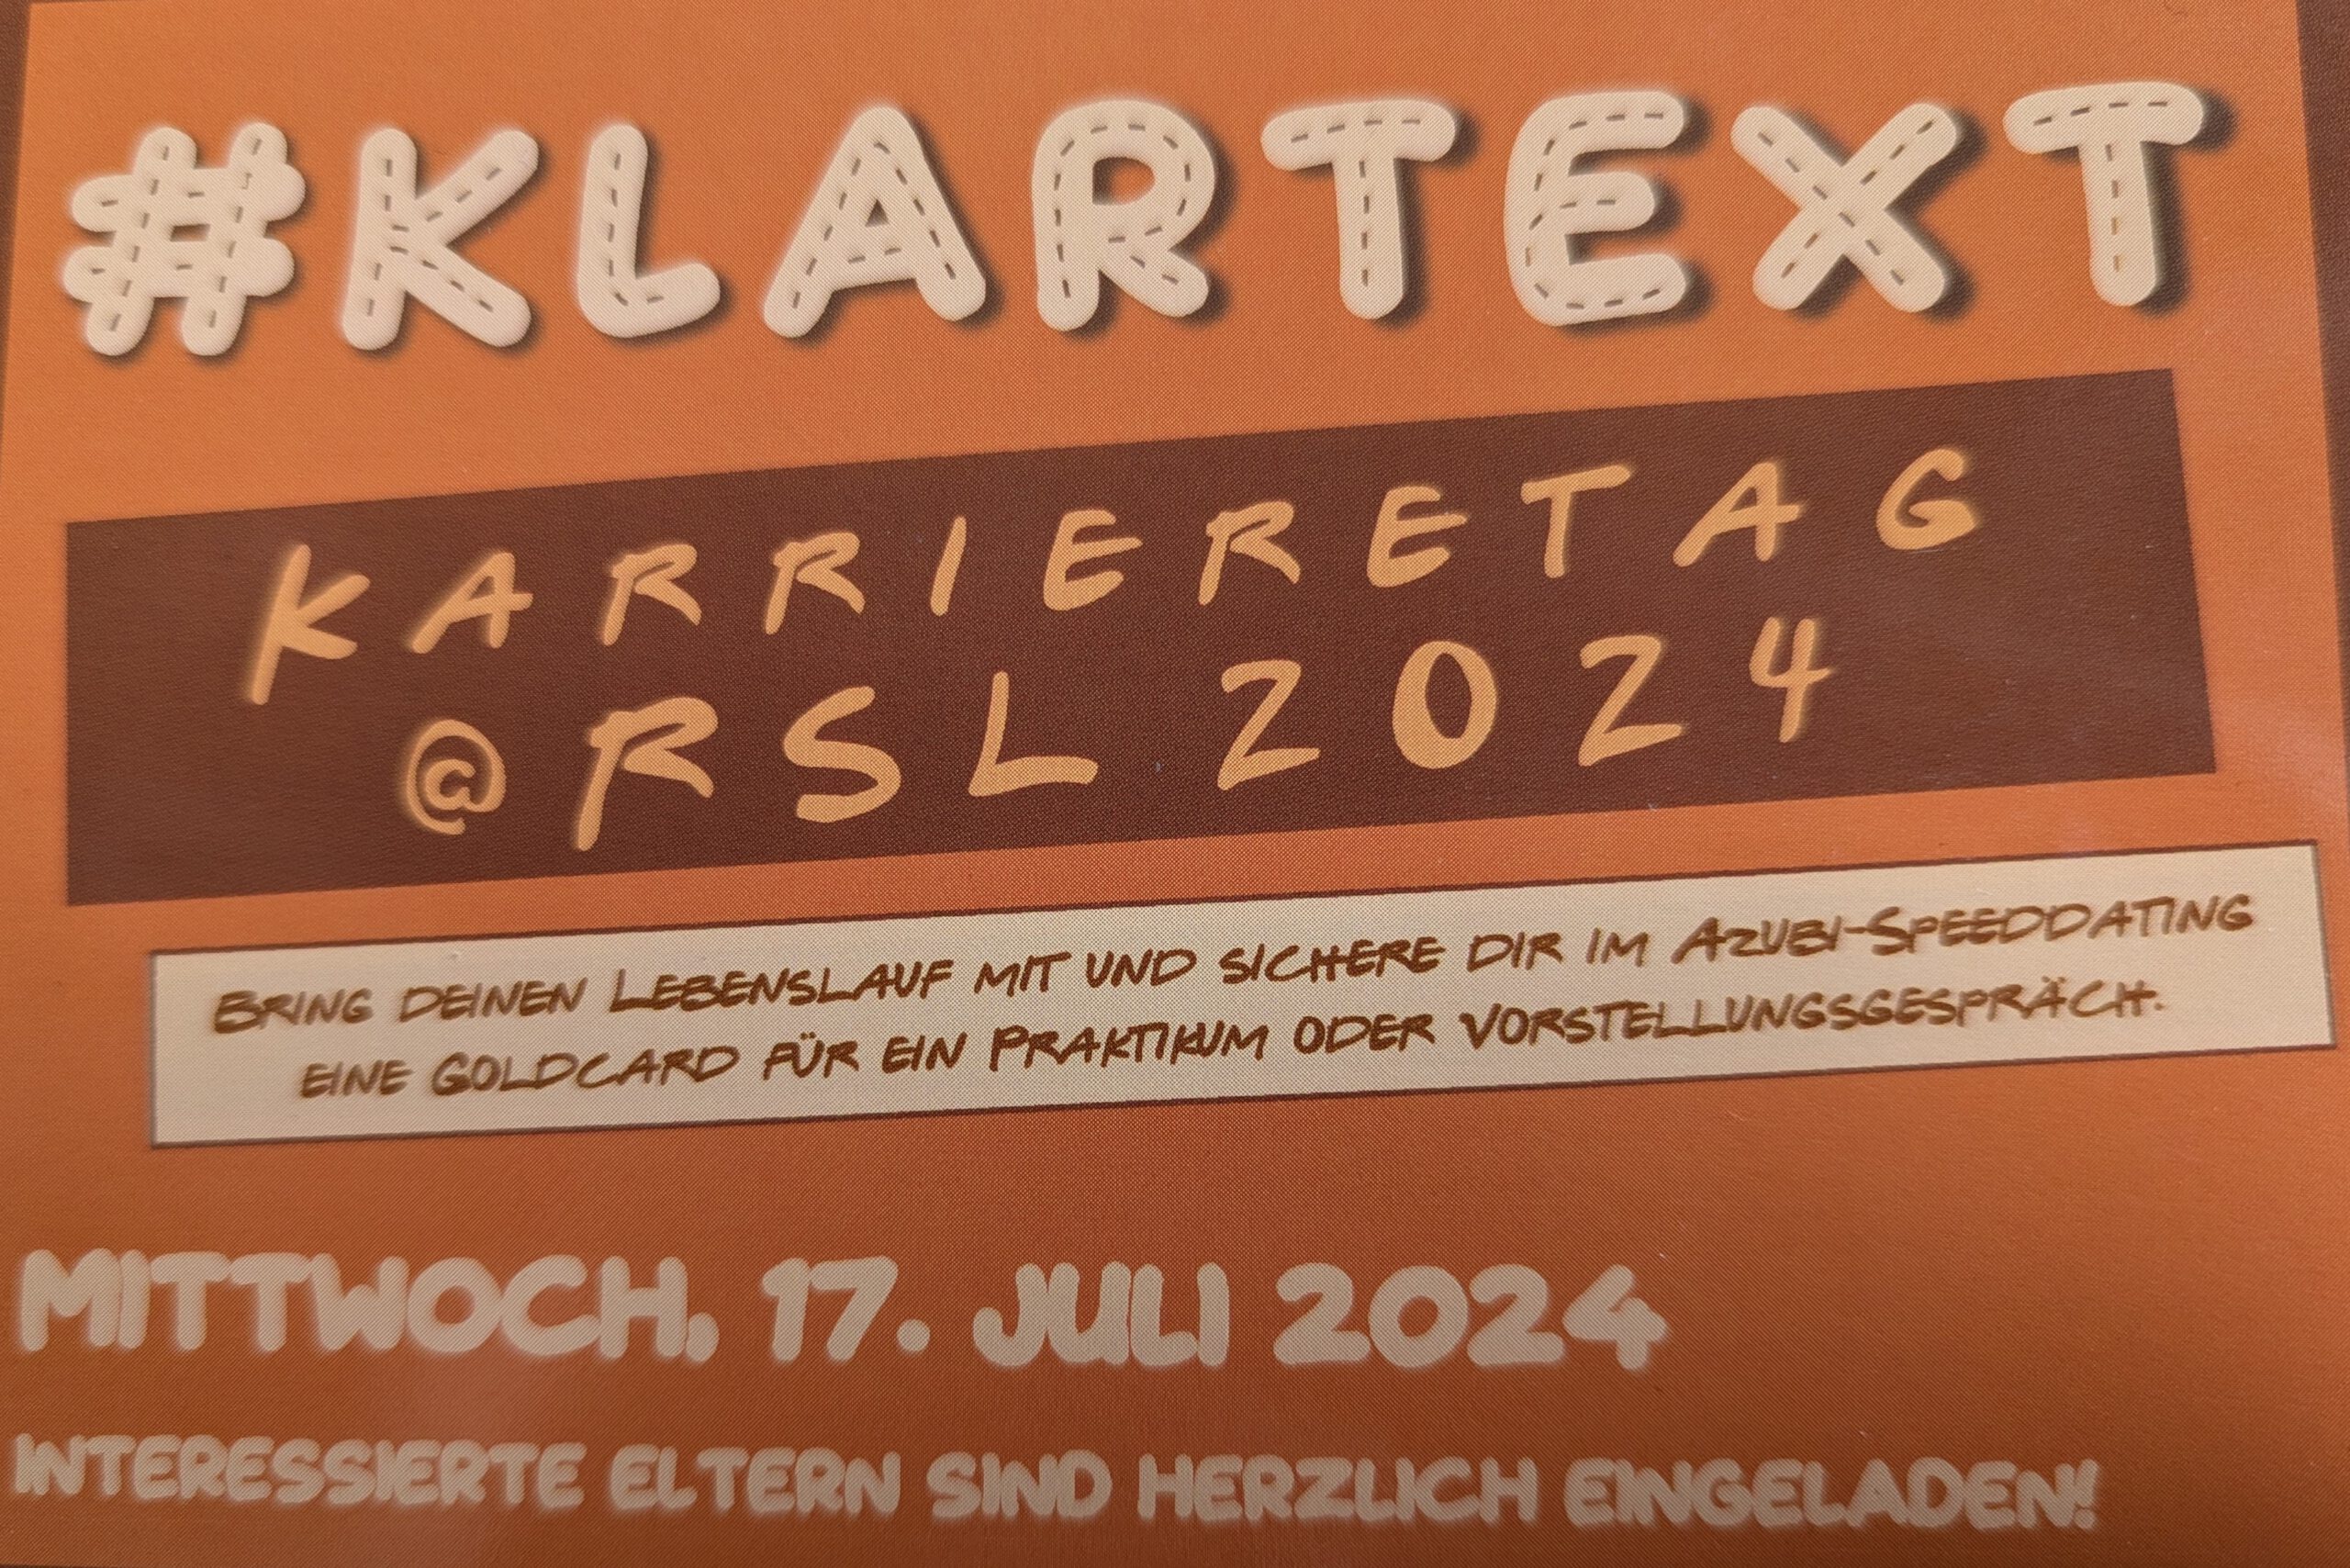 #KLARTEXT
KARRIERETAG
@RSL 2024
BRING DEINEN LEBENSLAUF MIT UND SICHERE DIR IM AZUBI-SPEEDDATING
EINE GOLDCARD FÜR EIN PRAKTIKUM ODER VORSTELLUNGSGESPRÄCH.
MITTWOCH, 17. JULI 2024
INTERESSIERTE ELTERN SIND HERZLICH EINGELADEN!